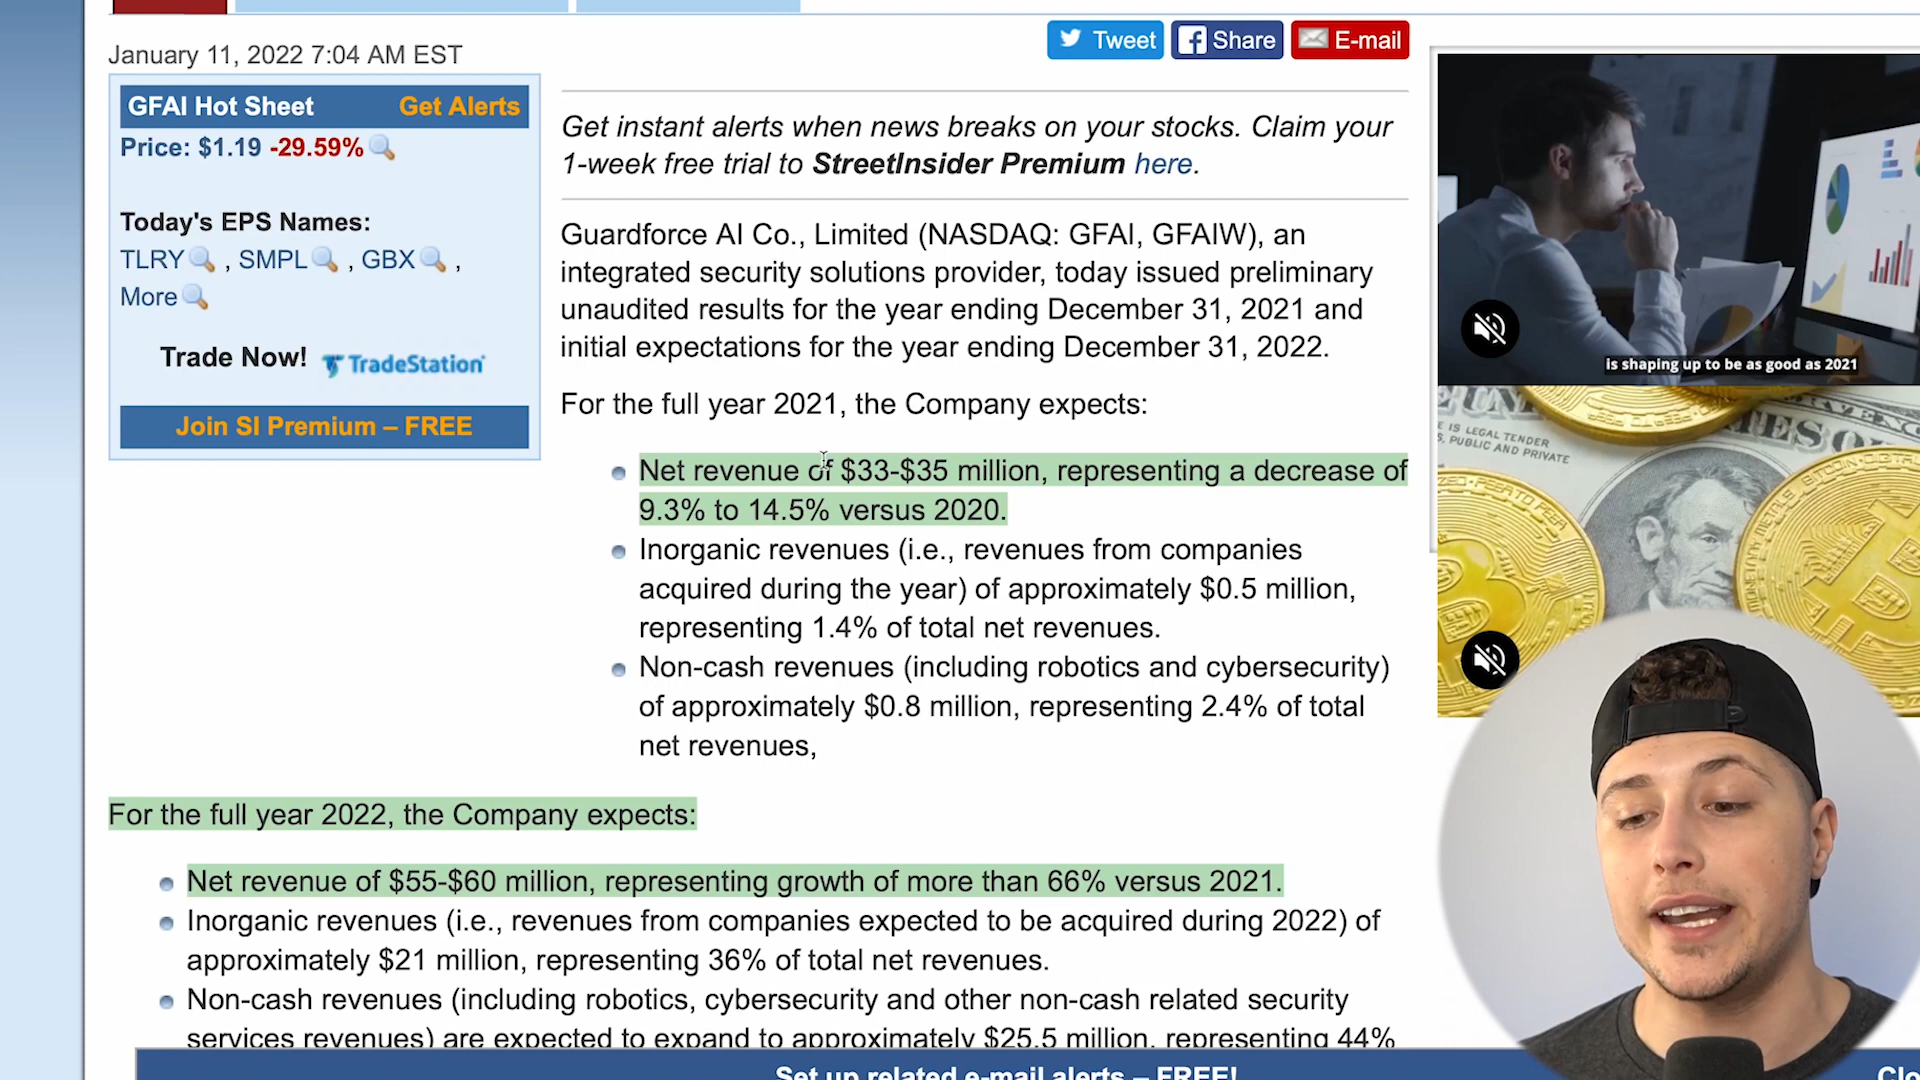 Tweet
Share
E-mail
January 11, 2022 7:04 AM EST
GFAI Hot Sheet
Get Alerts
Price: $1.19 -29.59%
Today's EPS Names:
TLRY , SMPL , GBX ,
More
Trade Now! TradeStation
Join SI Premium – FREE
Get instant alerts when news breaks on your stocks. Claim your
1-week free trial to StreetInsider Premium here.
Guardforce AI Co., Limited (NASDAQ: GFAI, GFAIW), an
integrated security solutions provider, today issued preliminary
unaudited results for the year ending December 31, 2021 and
initial expectations for the year ending December 31, 2022.
For the full year 2021, the Company expects:
Net revenue of $33-$35 million, representing a decrease of
9.3% to 14.5% versus 2020.
Inorganic revenues (i.e., revenues from companies
acquired during the year) of approximately $0.5 million,
representing 1.4% of total net revenues.
Non-cash revenues (including robotics and cybersecurity)
of approximately $0.8 million, representing 2.4% of total
net revenues,
For the full year 2022, the Company expects:
Net revenue of $55-$60 million, representing growth of more than 66% versus 2021.
Inorganic revenues (i.e., revenues from companies expected to be acquired during 2022) of
approximately $21 million, representing 36% of total net revenues.
Non-cash revenues (including robotics, cybersecurity and other non-cash related security
services revenues) are expected to expand to approximately $25.5 million, representing 44%
Set up related e-mail alerts – FREE!
is shaping up to be as good as 2021
IS LEGAL TENDER
PUBLIC AND PRIVATE